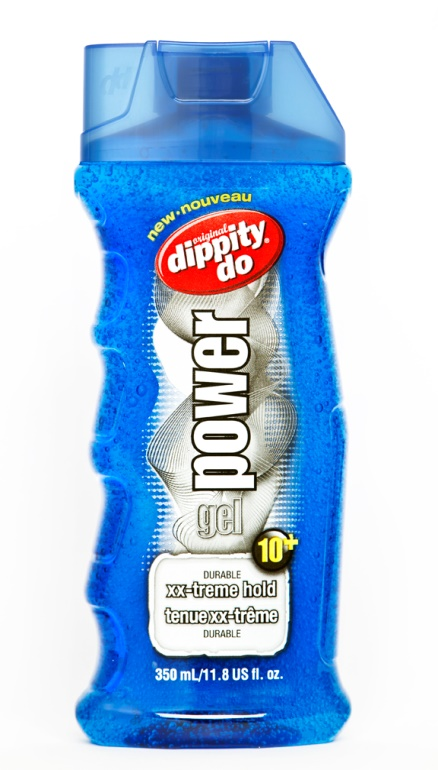 new•nouveau
original
dippity®
do
power
gel
10+
DURABLE
xx-treme hold
tenue xx-trême
DURABLE
350 mL/11.8 US fl. oz.